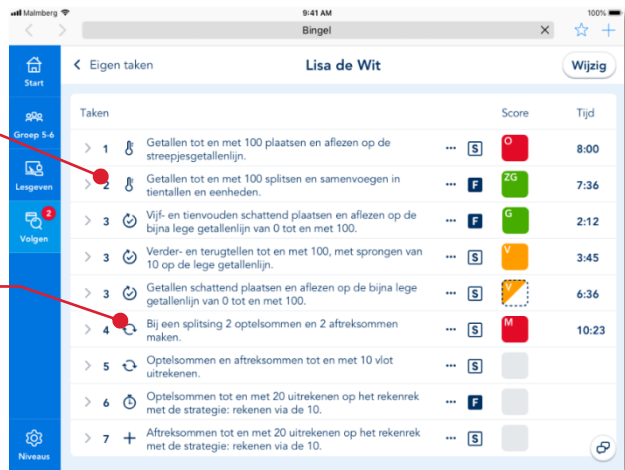 Malmberg 9:41 AM 100%
Bingel
Start
Groep 5-6
Lesgeven
2
Volgen
Niveaus
Eigen taken Lisa de Wit Wijzig
Taken Score Tijd
1 Getallen tot en met 100 plaatsen en aflezen op de
streepjesgetallenlijn. ··· S O 8:00
2 Getallen tot en met 100 splitsen en samenvoegen in
tientallen en eenheden. ··· F ZG 7:36
3 Vijf- en tienvouden schattend plaatsen en aflezen op de
bijna lege getallenlijn van 0 tot en met 100. ··· F G 2:12
3 Verder- en terugtellen tot en met 100, met sprongen van
10 op de lege getallenlijn. ··· S V 3:45
3 Getallen schattend plaatsen en aflezen op de bijna lege
getallenlijn van 0 tot en met 100. ··· S V 6:36
4 Bij een splitsing 2 optelsommen en 2 aftreksommen
maken. ··· S M 10:23
5 Optelsommen en aftreksommen tot en met 10 vlot
uitrekenen. ··· S
6 Optelsommen tot en met 20 uitrekenen op het rekenrek
met de strategie: rekenen via de 10. ··· F
7 Aftreksommen tot en met 20 uitrekenen op het rekenrek
met de strategie: rekenen via de 10. ··· S